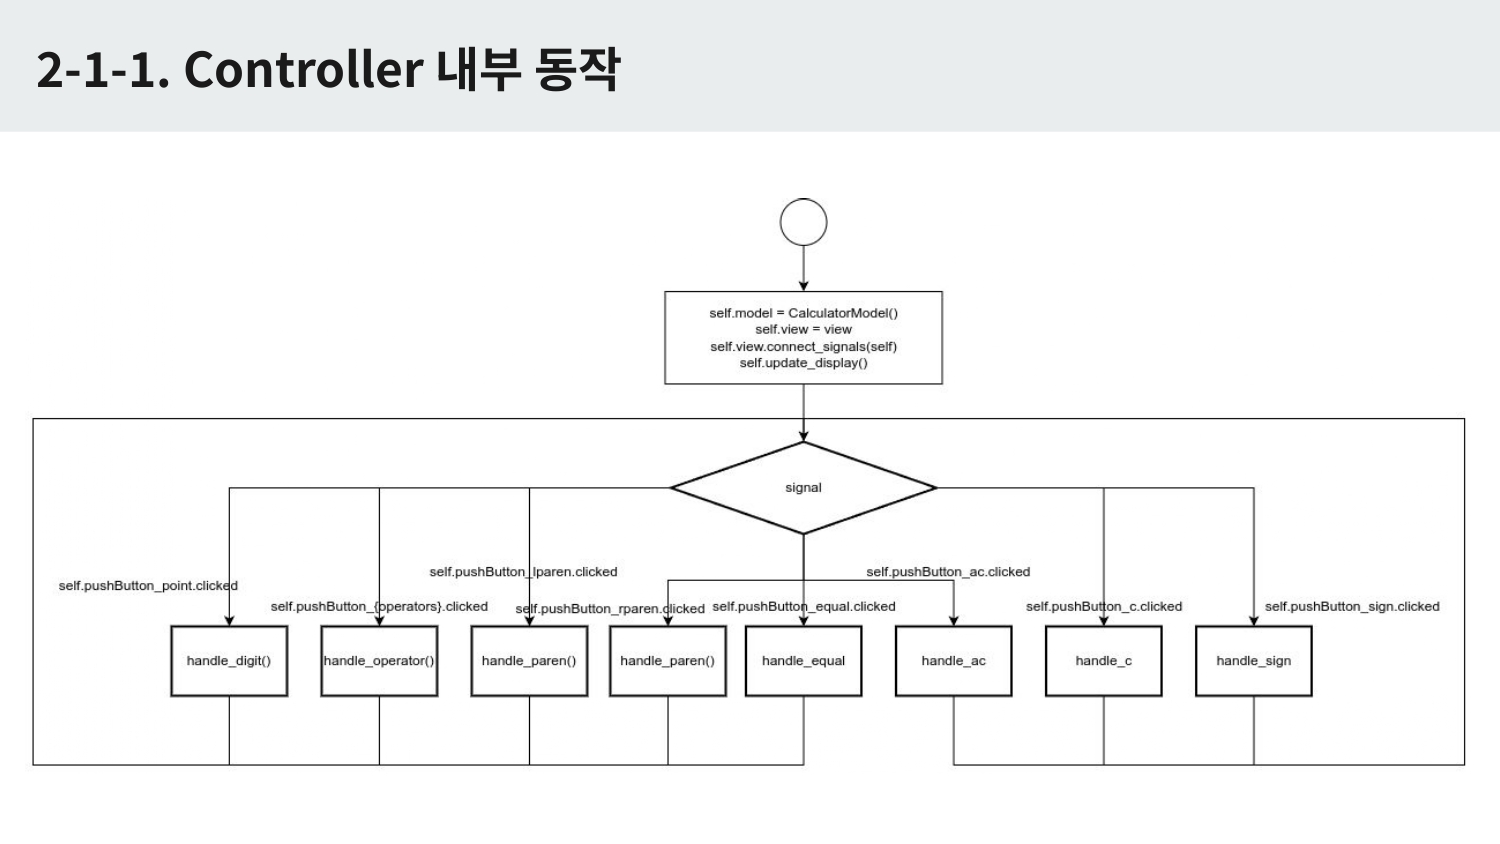 2-1-1. Controller 내부 동작
self.model = CalculatorModel()
self.view = view
self.view.connect_signals(self)
self.update_display()
signal
self.pushButton_point.clicked
self.pushButton_lparen.clicked
self.pushButton_ac.clicked
self.pushButton_{operators}.clicked
self.pushButton_rparen.clicked
self.pushButton_equal.clicked
self.pushButton_c.clicked
self.pushButton_sign.clicked
handle_digit()
handle_operator()
handle_paren()
handle_paren()
handle_equal
handle_ac
handle_c
handle_sign